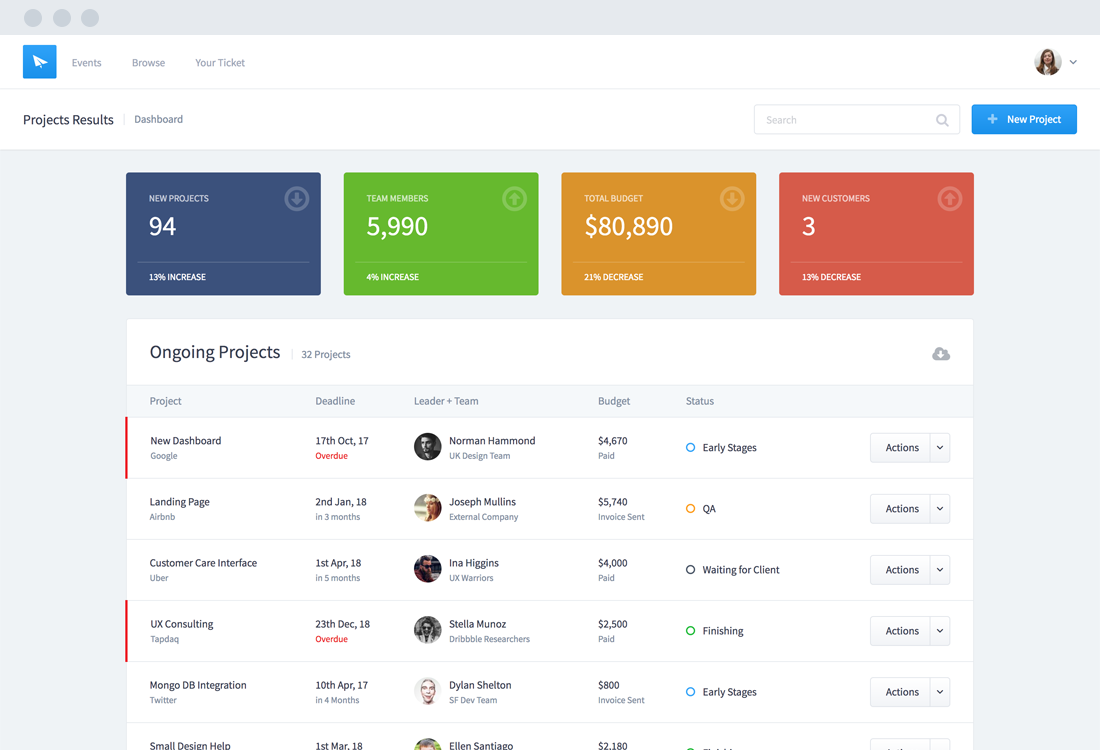 Events Browse Your Ticket
Projects Results Dashboard Search New Project
NEW PROJECTS
94
13% INCREASE
TEAM MEMBERS
5,990
4% INCREASE
TOTAL BUDGET
$80,890
21% DECREASE
NEW CUSTOMERS
3
13% DECREASE
Ongoing Projects 32 Projects
Project Deadline Leader + Team Budget Status
New Dashboard 17th Oct, 17 Norman Hammond $4,670 Early Stages Actions
Google Overdue UK Design Team Paid
Landing Page 2nd Jan, 18 Joseph Mullins $5,740 QA Actions
Airbnb in 3 months External Company Invoice Sent
Customer Care Interface 1st Apr, 18 Ina Higgins $4,000 Waiting for Client Actions
Uber in 5 months UX Warriors Paid
UX Consulting 23th Dec, 18 Stella Munoz $2,500 Finishing Actions
Tapdaq Overdue Dribbble Researchers Paid
Mongo DB Integration 10th Apr, 17 Dylan Shelton $800 Early Stages Actions
Twitter in 4 Months SF Dev Team Invoice Sent
Small Design Help 1st Mar, 18 Ellen Santiago $2,180